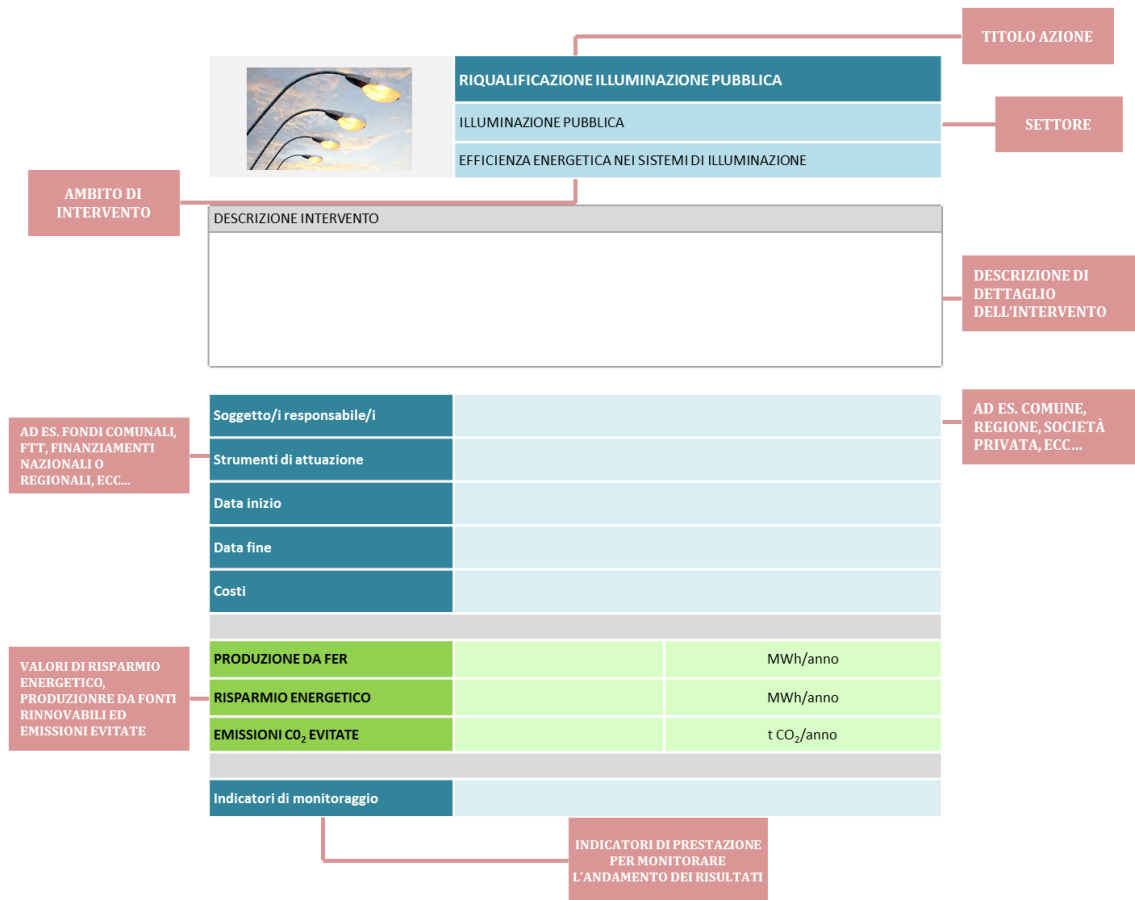 TITOLO AZIONE
RIQUALIFICAZIONE ILLUMINAZIONE PUBBLICA
ILLUMINAZIONE PUBBLICA
SETTORE
EFFICIENZA ENERGETICA NEI SISTEMI DI ILLUMINAZIONE
AMBITO DI
INTERVENTO
DESCRIZIONE INTERVENTO
DESCRIZIONE DI
DETTAGLIO
DELL'INTERVENTO
Soggetto/i responsabile/i
AD ES. COMUNE,
REGIONE, SOCIETÀ
PRIVATA, ECC...
AD ES. FONDI COMUNALI,
FTT, FINANZIAMENTI
NAZIONALI O
REGIONALI, ECC...
Strumenti di attuazione
Data inizio
Data fine
Costi
VALORI DI RISPARMIO
ENERGETICO,
PRODUZIONRE DA FONTI
RINNOVABILI ED
EMISSIONI EVITATE
PRODUZIONE DA FER MWh/anno
RISPARMIO ENERGETICO MWh/anno
EMISSIONI C0₂ EVITATE t CO₂/anno
Indicatori di monitoraggio
INDICATORI DI PRESTAZIONE
PER MONITORARE
L'ANDAMENTO DEI RISULTATI